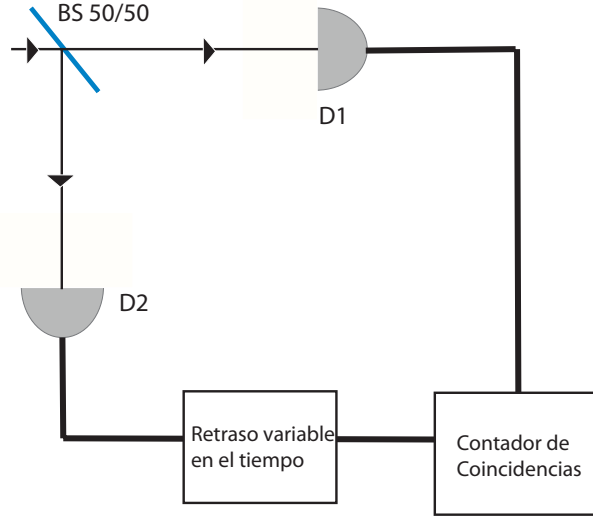 BS 50/50
D1
D2
Retraso variable
en el tiempo
Contador de
Coincidencias